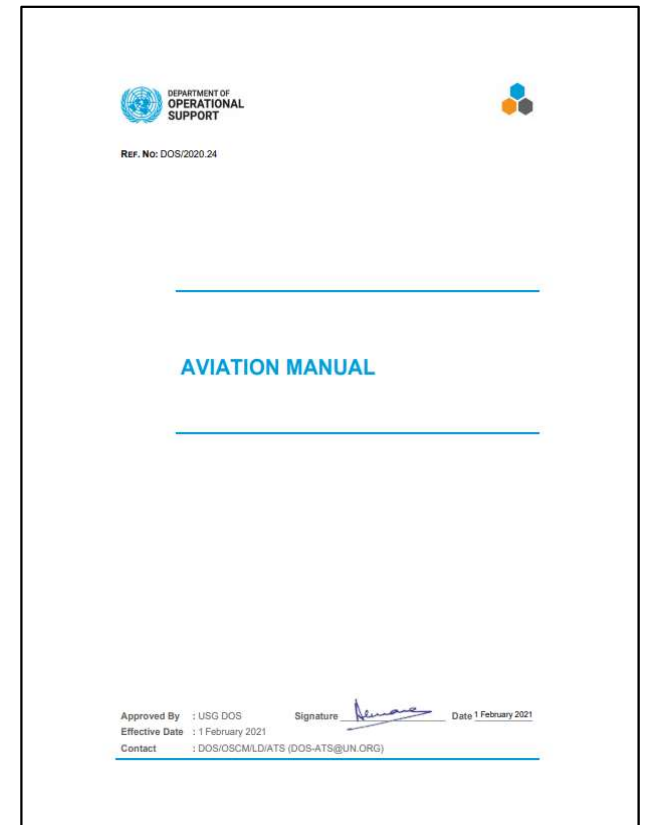 DEPARTMENT OF
OPERATIONAL
SUPPORT
REF. NO: DOS/2020.24
AVIATION MANUAL
Approved By : USG DOS Signature Date 1 February 2021
Effective Date : 1 February 2021
Contact : DOS/OSCM/LD/ATS (DOS-ATS@UN.ORG)